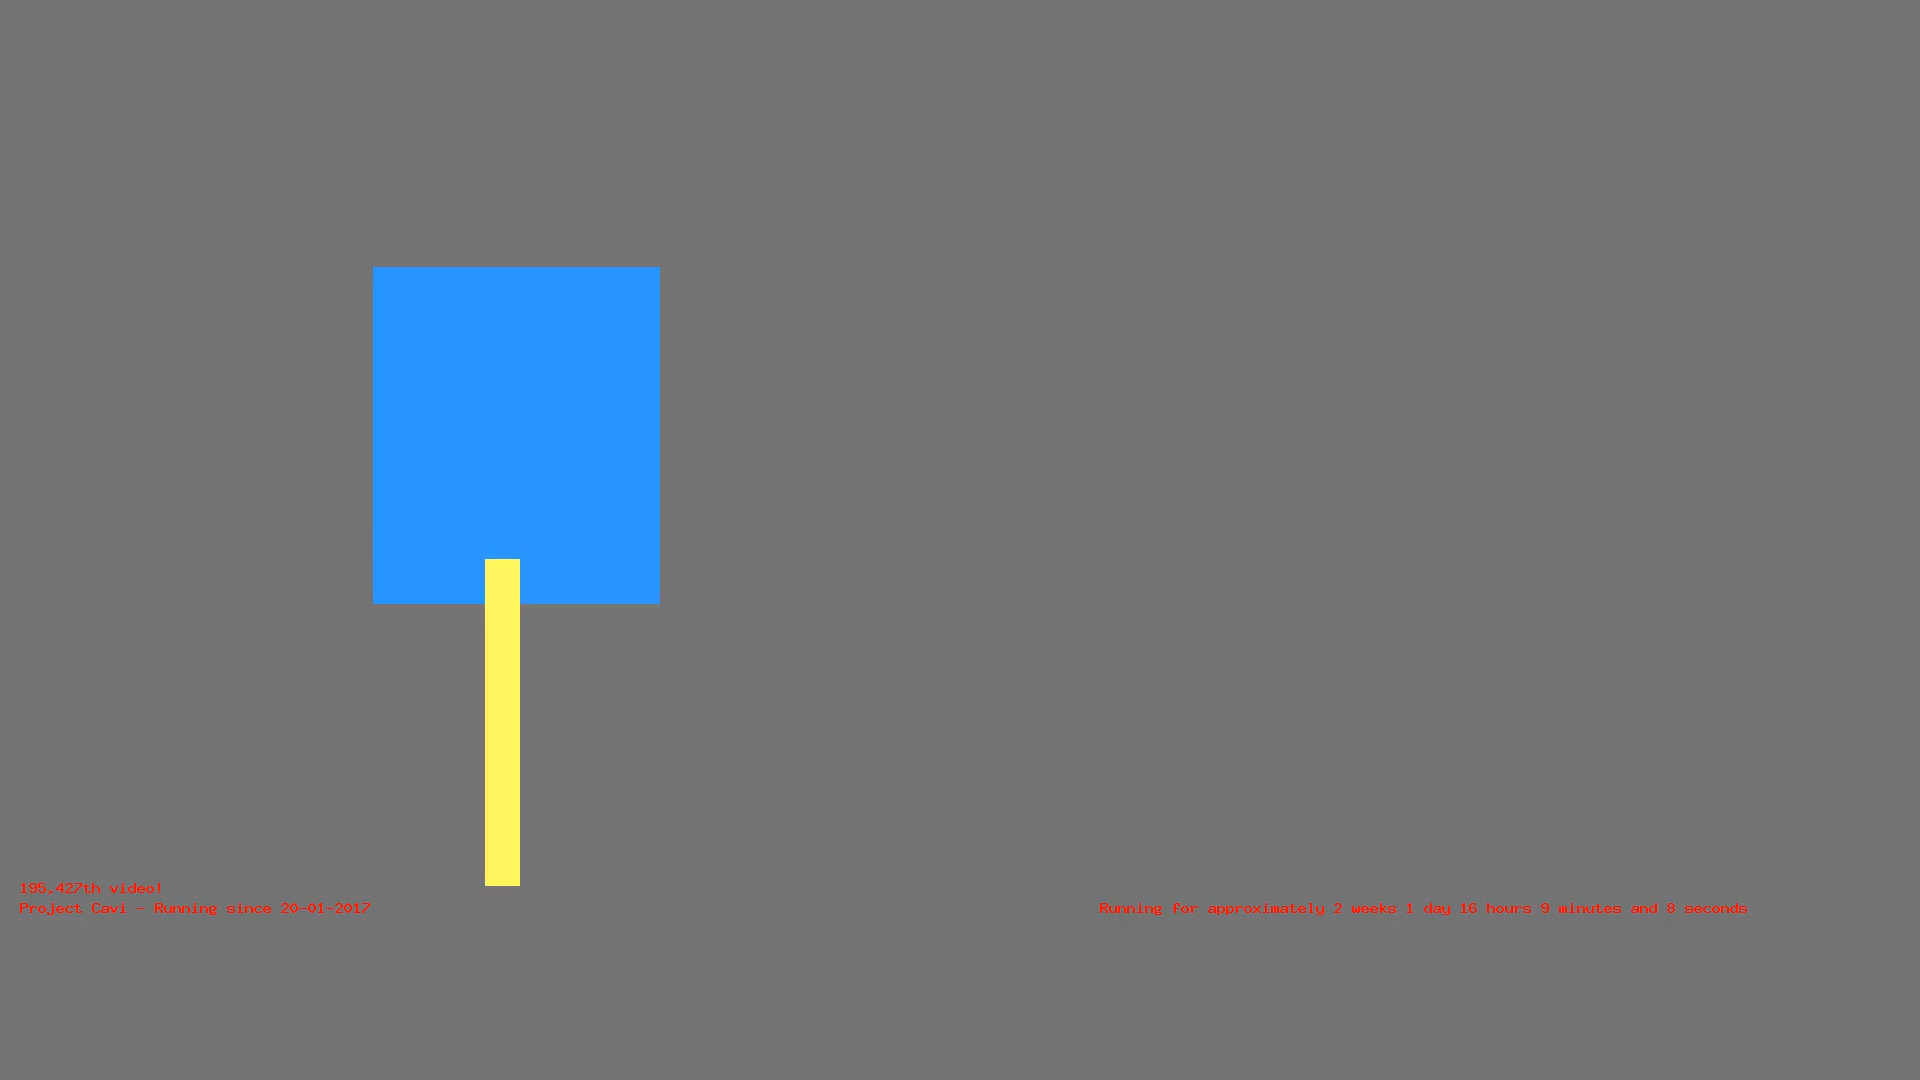 195.427th video!
Project Cavi - Running since 20-01-2017
Running for approximately 2 weeks 1 day 16 hours 9 minutes and 8 seconds